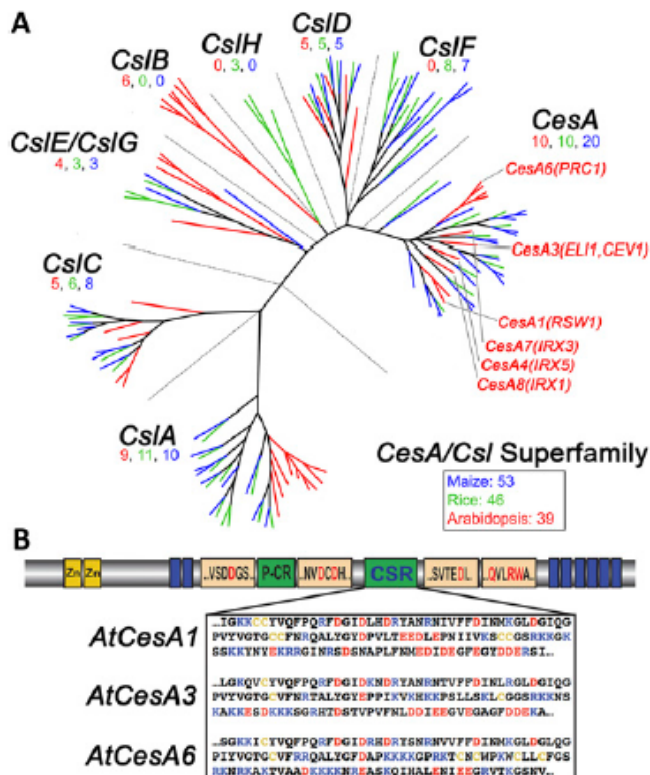 A
CslD
5, 5, 5
CslH
0, 3, 0
CslF
0, 8, 7
CslB
6, 0, 0
CesA
10, 10, 20
CslE/CslG
4, 3, 3
CesA6(PRC1)
CesA3(ELI1,CEV1)
CslC
5, 6, 8
CesA1(RSW1)
CesA7(IRX3)
CesA4(IRX5)
CesA8(IRX1)
CslA
9, 11, 10
CesA/Csl Superfamily
Maize: 53
Rice: 46
Arabidopsis: 39
B
Zn Zn ..VSDDGS.. P-CR ..NVDCDH.. CSR ..SVTEDL. ..QVLRWA..
AtCesA1
…IGKKCCYVQFPQRFDGIDLHDRYANRNIVFFDINMKGLDGIQG
PVYVGTGCCFNRQALYGYDPVLTEEDLEPNIIVKSCCGSRKKGK
SSKKYNYEKRRGINRSDSNAPLFNMEDIDEGFEGYDDERSI…
AtCesA3
…LGKQVCYVQFPQRFDGIDKNDRYANRNTVFFDINLRGLDGIQG
PVYVGTGCVFNRTALYGYEPPIKVKHKKPSLLSKLCGGSRKKNS
KAKKESDKKKSGRHTDSTVPVFNLDDIEEGVEGAGFDDEKA…
AtCesA6
…SGKKICYVQFPQRFDGIDRHDRYSNRNVVFFDINMKGLDGLQG
PIYVGTGCVFRRQALYGFDAPKKKKGPRKTCNCWPKWCLLCFGS
RKNRKAKTVAADKKKKNREASKQIHALENIEEGRVTKGSNV…